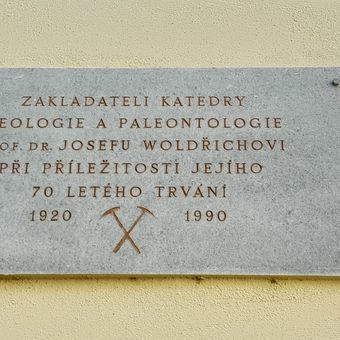 ZAKLADATELI KATEDRY
EOLOGIE A PALEONTOLOGIE
OF. DR. JOSEFU WOLDŘICHOVI
PŘI PŘÍLEŽITOSTI JEJÍHO
70 LETÉHO TRVÁNÍ
1920 1990